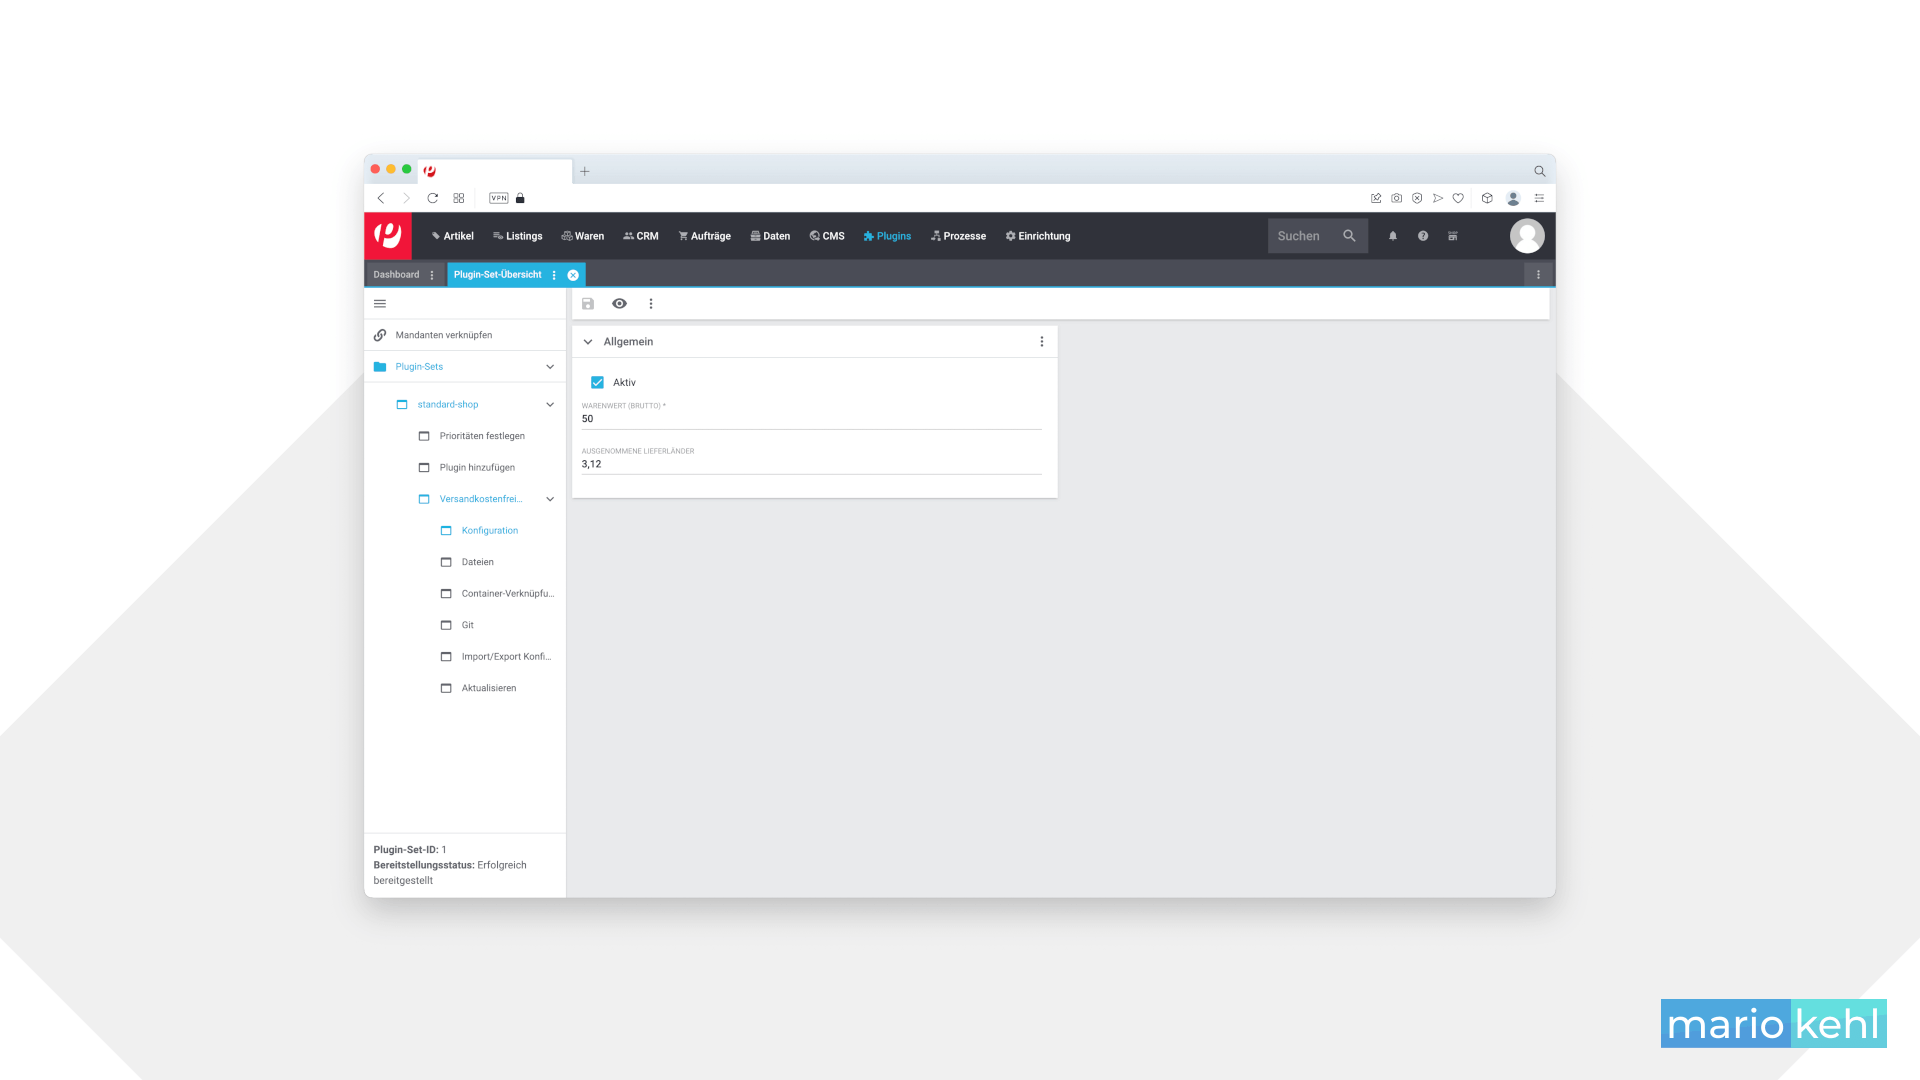 VPN
Artikel
Listings
Waren
CRM
Aufträge
Daten
CMS
Plugins
Prozesse
Einrichtung
Suchen
Dashboard
Plugin-Set-Übersicht
Mandanten verknüpfen
Plugin-Sets
standard-shop
Prioritäten festlegen
Plugin hinzufügen
Versandkostenfrei...
Konfiguration
Dateien
Container-Verknüpfu...
Git
Import/Export Konfi...
Aktualisieren
Plugin-Set-ID: 1
Bereitstellungsstatus: Erfolgreich
bereitgestellt
Allgemein
Aktiv
WARENWERT (BRUTTO) *
50
AUSGENOMMENE LIEFERLÄNDER
3,12
mario kehl